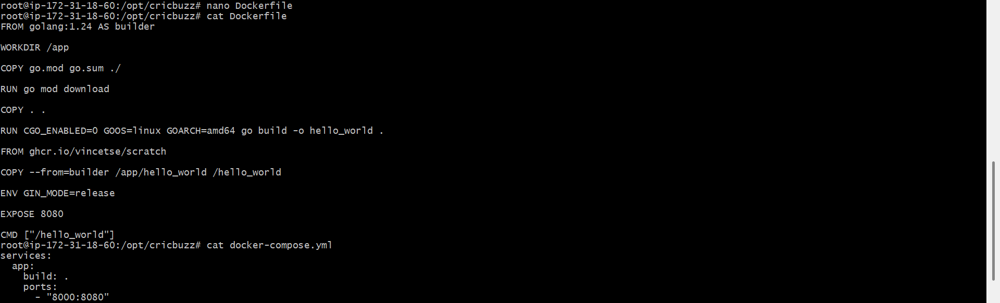 root@ip-172-31-18-60:/opt/cricbuzz# nano Dockerfile
root@ip-172-31-18-60:/opt/cricbuzz# cat Dockerfile
FROM golang:1.24 AS builder
WORKDIR /app
COPY go.mod go.sum ./
RUN go mod download
COPY . .
RUN CGO_ENABLED=0 GOOS=linux GOARCH=amd64 go build -o hello_world .
FROM ghcr.io/vincetse/scratch
COPY --from=builder /app/hello_world /hello_world
ENV GIN_MODE=release
EXPOSE 8080
CMD ["/hello_world"]
root@ip-172-31-18-60:/opt/cricbuzz# cat docker-compose.yml
services:
  app:
    build: .
    ports:
      - "8000:8080"